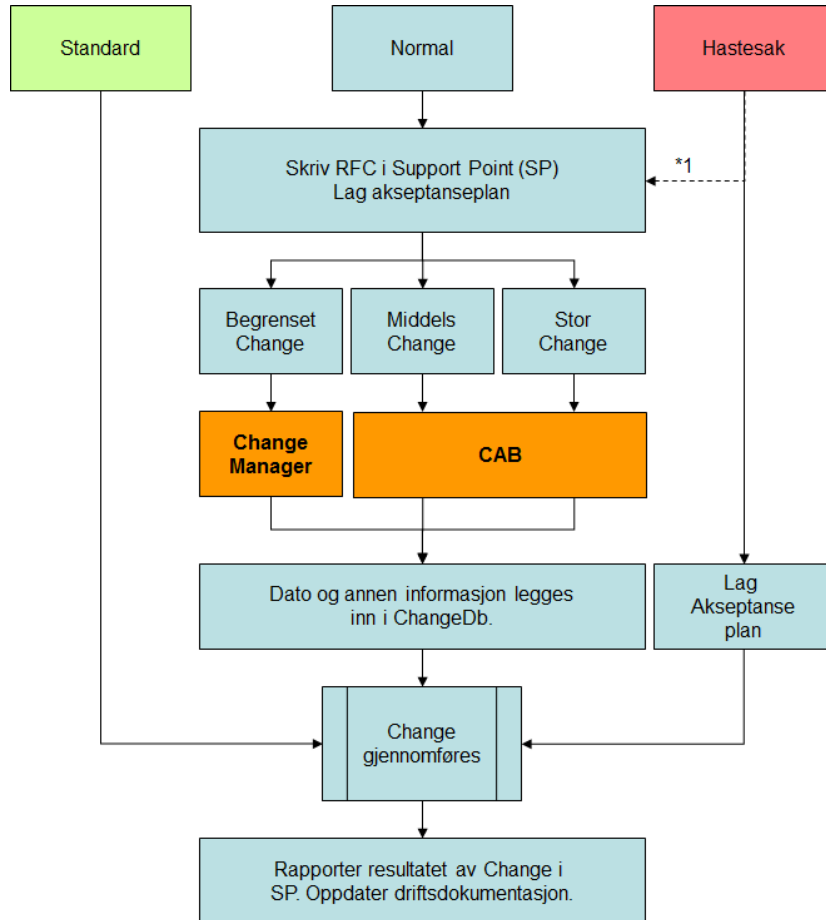 Standard
Normal
Hastesak
*1
Skriv RFC i Support Point (SP)
Lag akseptanseplan
Begrenset
Change
Middels
Change
Stor
Change
Change
Manager
CAB
Dato og annen informasjon legges
inn i ChangeDb.
Lag
Akseptanse
plan
Change
gjennomføres
Rapporter resultatet av Change i
SP. Oppdater driftsdokumentasjon.